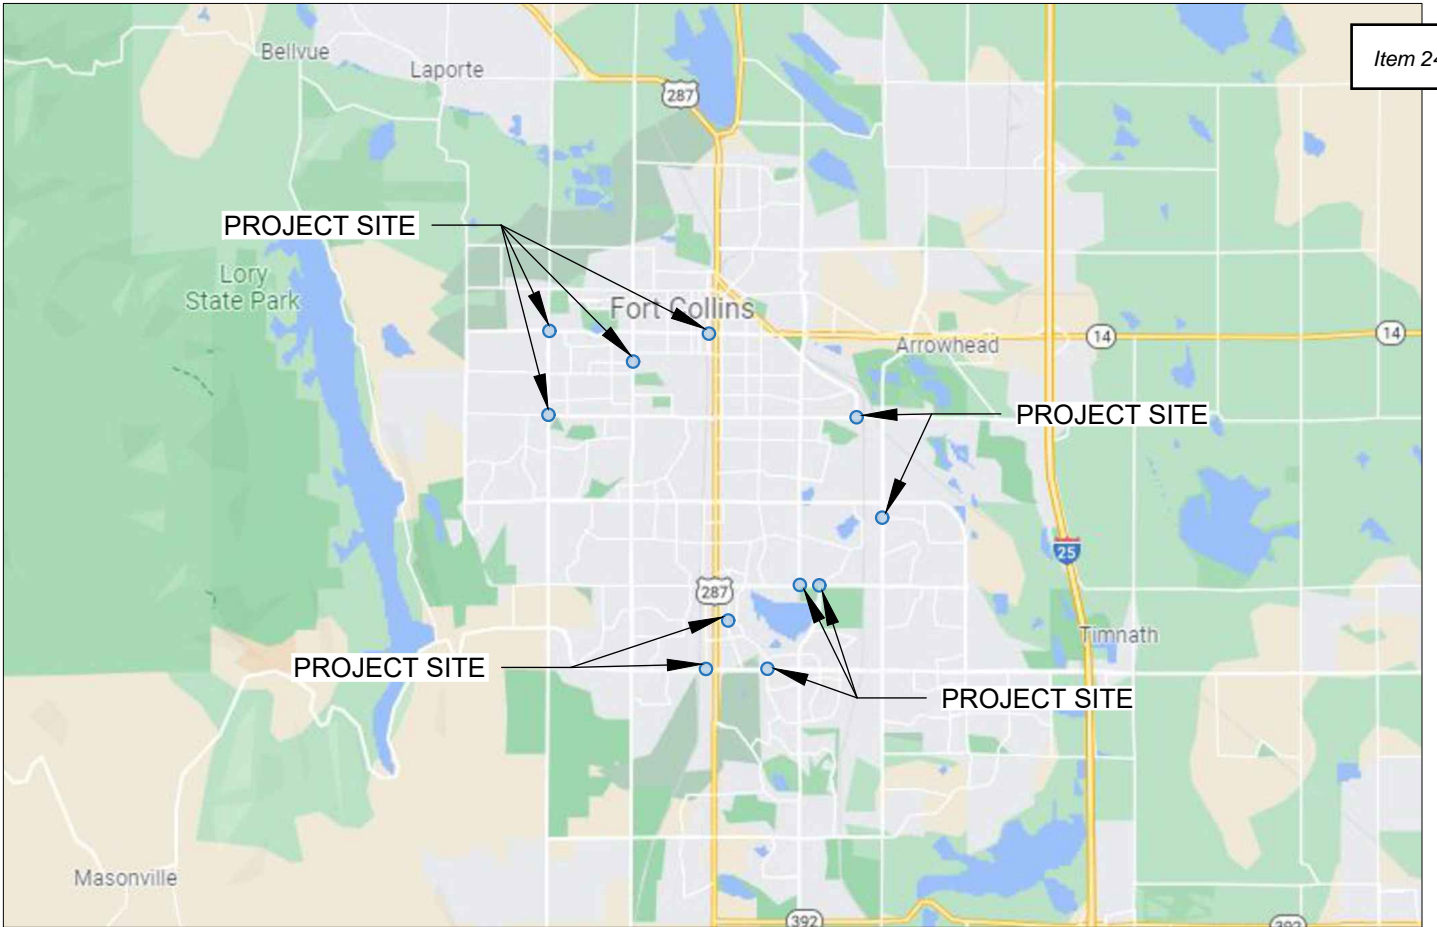 Bellvue
Laporte
Item 24
287
PROJECT SITE
Lory
State Park
Fort Collins
14
14
Arrowhead
PROJECT SITE
25
287
Timnath
PROJECT SITE
PROJECT SITE
Masonville
392
392